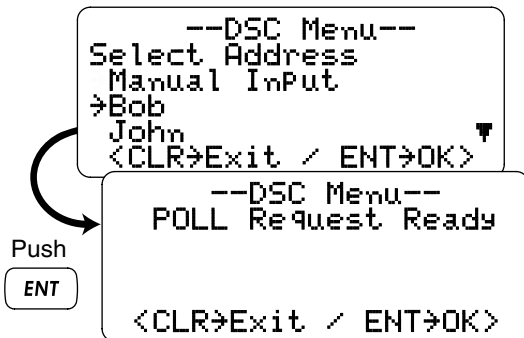 --DSC Menu--
Select Address
Manual Input
→Bob
John ▼
<CLR→Exit / ENT→OK>
--DSC Menu--
POLL Request Ready
Push
ENT
<CLR→Exit / ENT→OK>